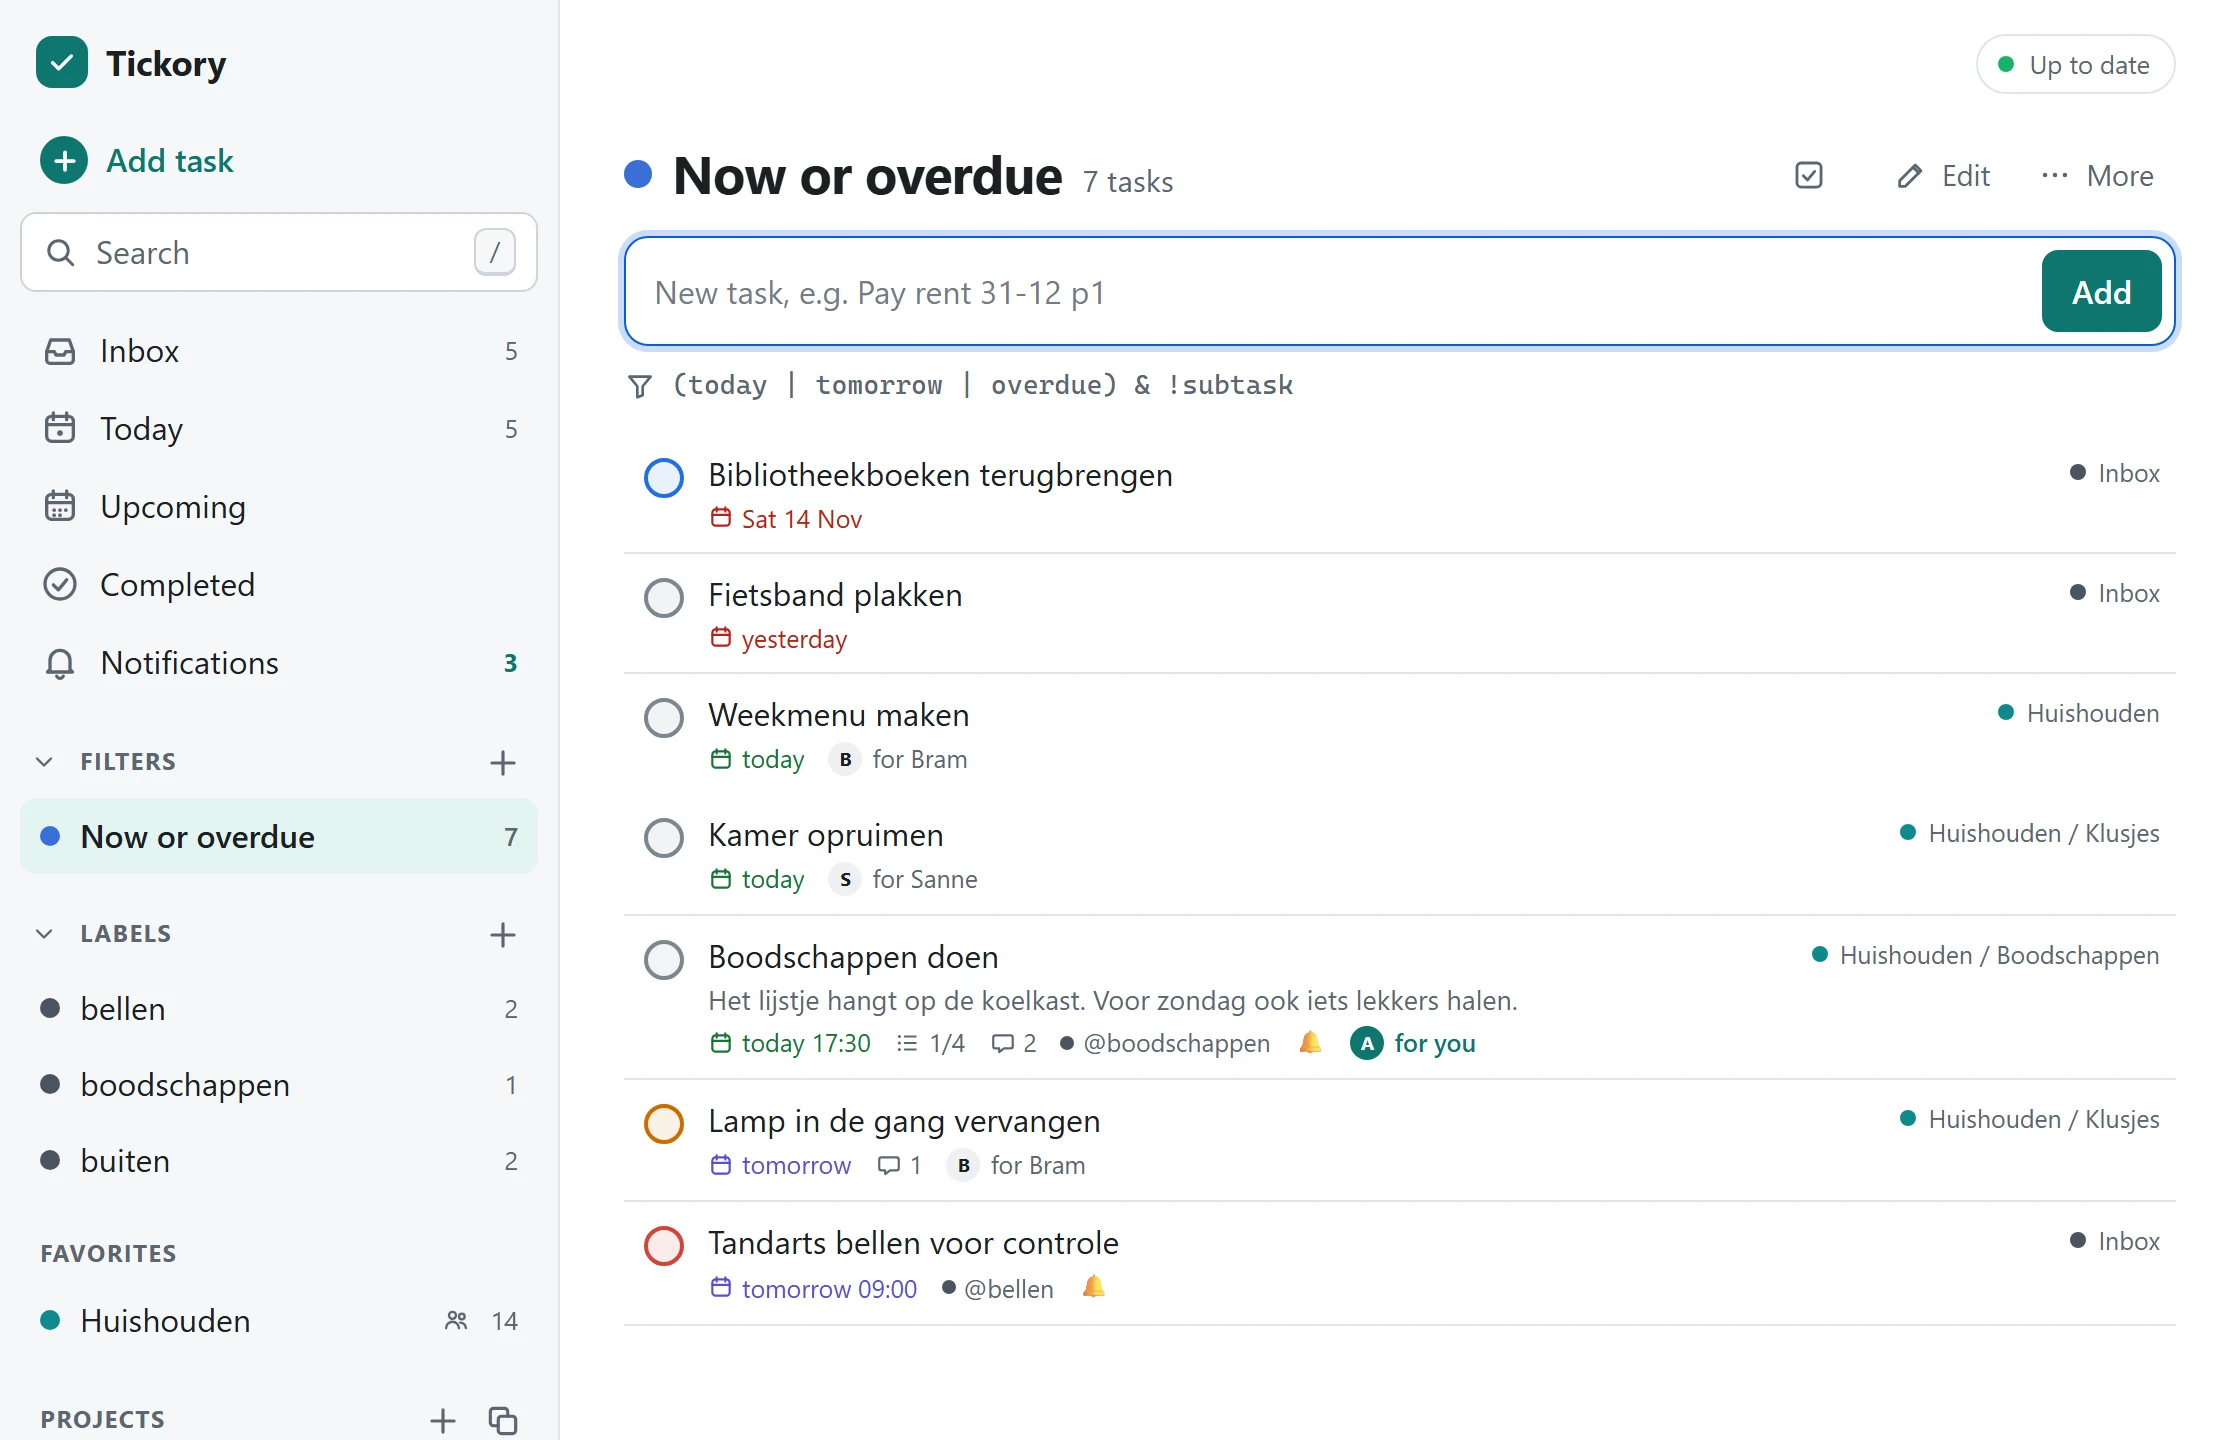 Tickory
Add task
Search /
Inbox 5
Today 5
Upcoming
Completed
Notifications 3
FILTERS
Now or overdue 7
LABELS
bellen 2
boodschappen 1
buiten 2
FAVORITES
Huishouden 14
PROJECTS
Up to date
Now or overdue 7 tasks
Edit
More
New task, e.g. Pay rent 31-12 p1
Add
(today | tomorrow | overdue) & !subtask
Bibliotheekboeken terugbrengen
Inbox
Sat 14 Nov
Fietsband plakken
Inbox
yesterday
Weekmenu maken
Huishouden
today B for Bram
Kamer opruimen
Huishouden / Klusjes
today S for Sanne
Boodschappen doen
Huishouden / Boodschappen
Het lijstje hangt op de koelkast. Voor zondag ook iets lekkers halen.
today 17:30 1/4 2 @boodschappen A for you
Lamp in de gang vervangen
Huishouden / Klusjes
tomorrow 1 B for Bram
Tandarts bellen voor controle
Inbox
tomorrow 09:00 @bellen